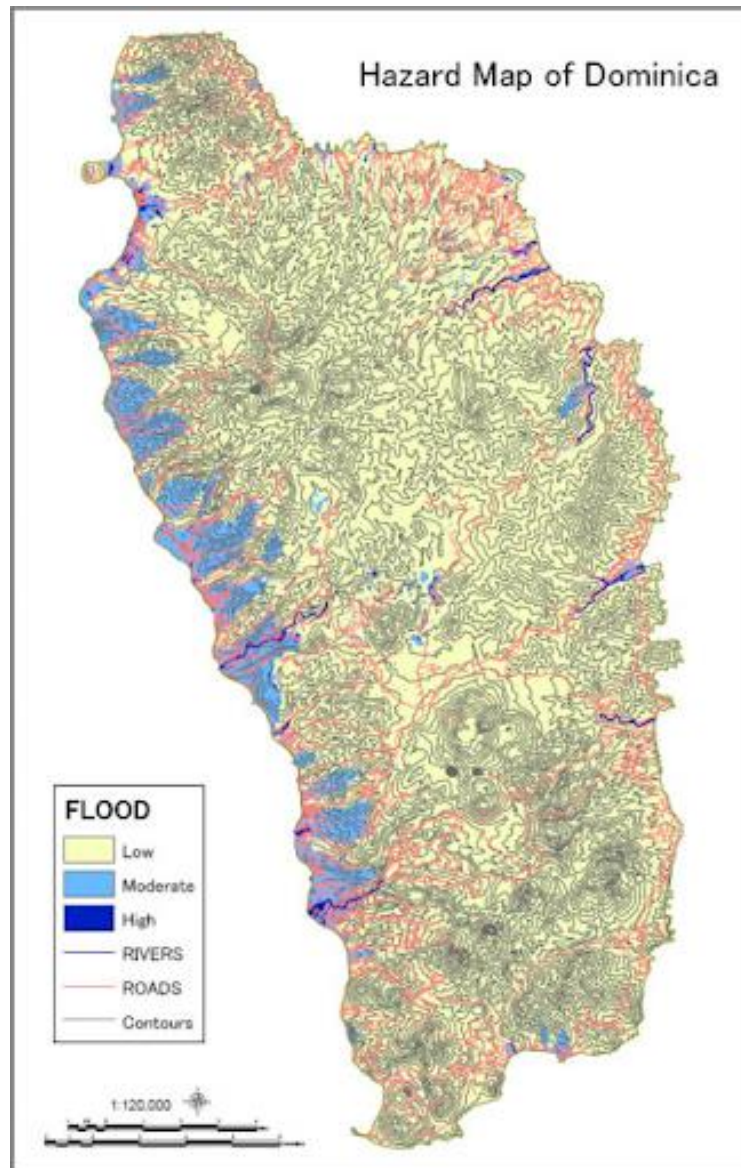 Hazard Map of Dominica
FLOOD
Low
Moderate
High
RIVERS
ROADS
Contours
1:120.000